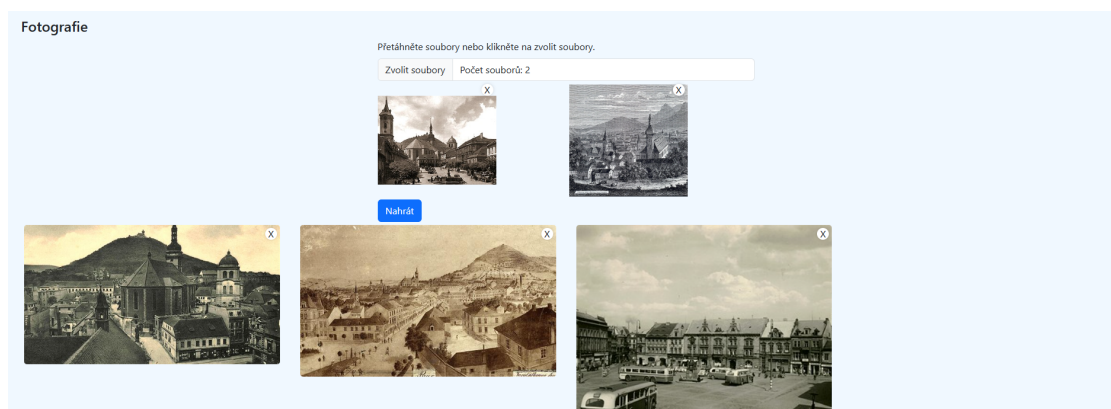 Fotografie
Přetáhněte soubory nebo klikněte na zvolit soubory.
Zvolit soubory Počet souborů: 2
X X
Nahrát
X X X